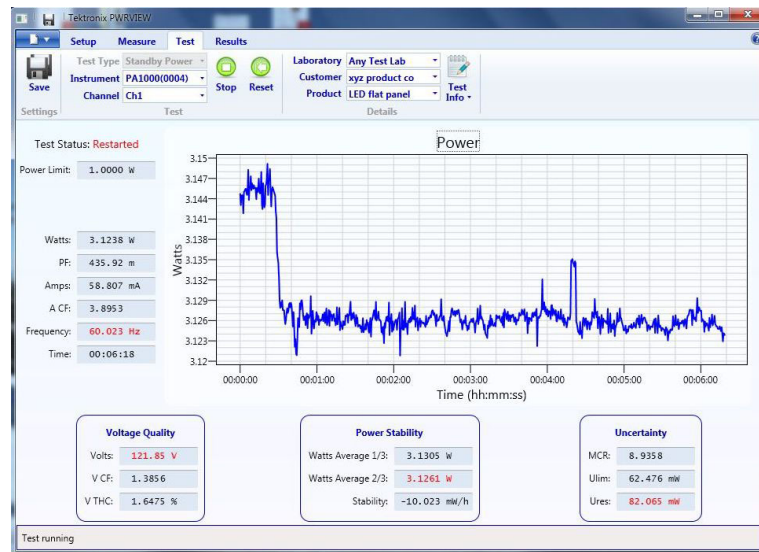 Tektronix PWRVIEW
Setup Measure Test Results
Save
Settings
Test Type Standby Power
Instrument PA1000(0004)
Channel Ch1
Stop Reset
Test
Laboratory Any Test Lab
Customer xyz product co
Product LED flat panel
Test Info
Details
Test Status: Restarted
Power Limit: 1.0000 W
Watts: 3.1238 W
PF: 435.92 m
Amps: 58.807 mA
A CF: 3.8953
Frequency: 60.023 Hz
Time: 00:06:18
Power
Watts
3.15
3.147
3.144
3.141
3.138
3.135
3.132
3.129
3.126
3.123
3.12
00:00:00 00:01:00 00:02:00 00:03:00 00:04:00 00:05:00 00:06:00
Time (hh:mm:ss)
Voltage Quality
Volts: 121.85 V
V CF: 1.3856
V THC: 1.6475 %
Power Stability
Watts Average 1/3: 3.1305 W
Watts Average 2/3: 3.1261 W
Stability: -10.023 mW/h
Uncertainty
MCR: 8.9358
Ulim: 62.476 mW
Ures: 82.065 mW
Test running